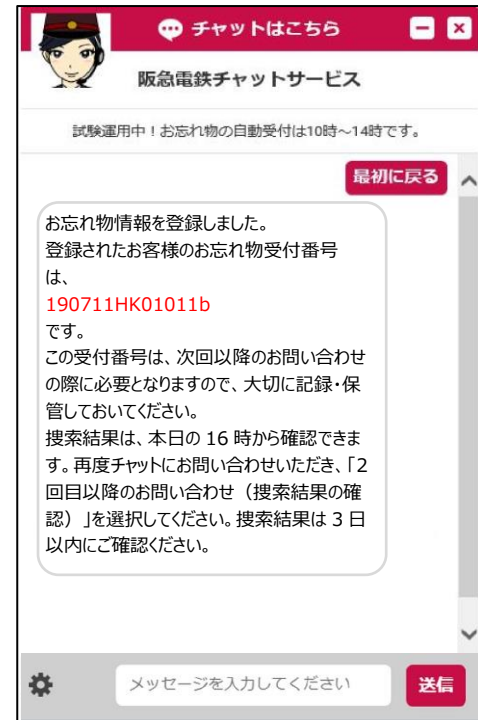 チャットはこちら
阪急電鉄チャットサービス
試験運用中！お忘れ物の自動受付は10時～14時です。
最初に戻る
お忘れ物情報を登録しました。
登録されたお客様のお忘れ物受付番号
は、
190711HK01011b
です。
この受付番号は、次回以降のお問い合わせ
の際に必要となりますので、大切に記録・保
管しておいてください。
捜索結果は、本日の 16 時から確認できま
す。再度チャットにお問い合わせいただき、「2
回目以降のお問い合わせ（捜索結果の確
認）」を選択してください。捜索結果は 3 日
以内にご確認ください。
メッセージを入力してください
送信